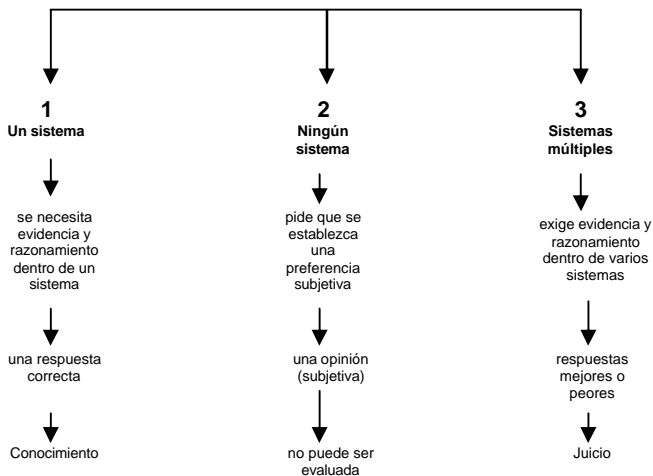 1
Un sistema
se necesita
evidencia y
razonamiento
dentro de un
sistema
una respuesta
correcta
Conocimiento
2
Ningún
sistema
pide que se
establezca
una
preferencia
subjetiva
una opinión
(subjetiva)
no puede ser
evaluada
3
Sistemas
múltiples
exige evidencia y
razonamiento
dentro de varios
sistemas
respuestas
mejores o
peores
Juicio